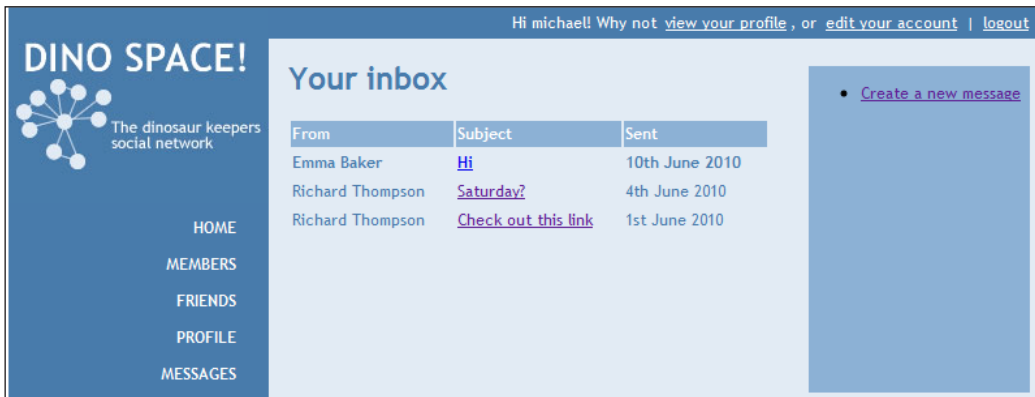 Hi michael! Why not view your profile , or edit your account | logout
DINO SPACE!
The dinosaur keepers
social network
HOME
MEMBERS
FRIENDS
PROFILE
MESSAGES
Your inbox
From Subject Sent
Emma Baker Hi 10th June 2010
Richard Thompson Saturday? 4th June 2010
Richard Thompson Check out this link 1st June 2010
Create a new message